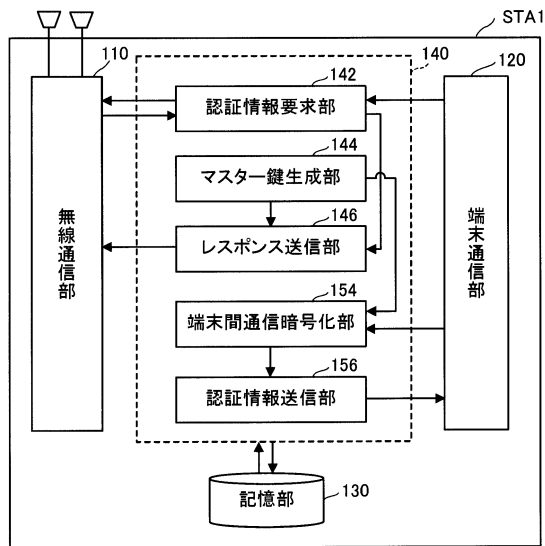 STA1
110
140
120
142
認証情報要求部
144
マスター鍵生成部
146
レスポンス送信部
154
端末間通信暗号化部
156
認証情報送信部
無線通信部
端末通信部
記憶部
130